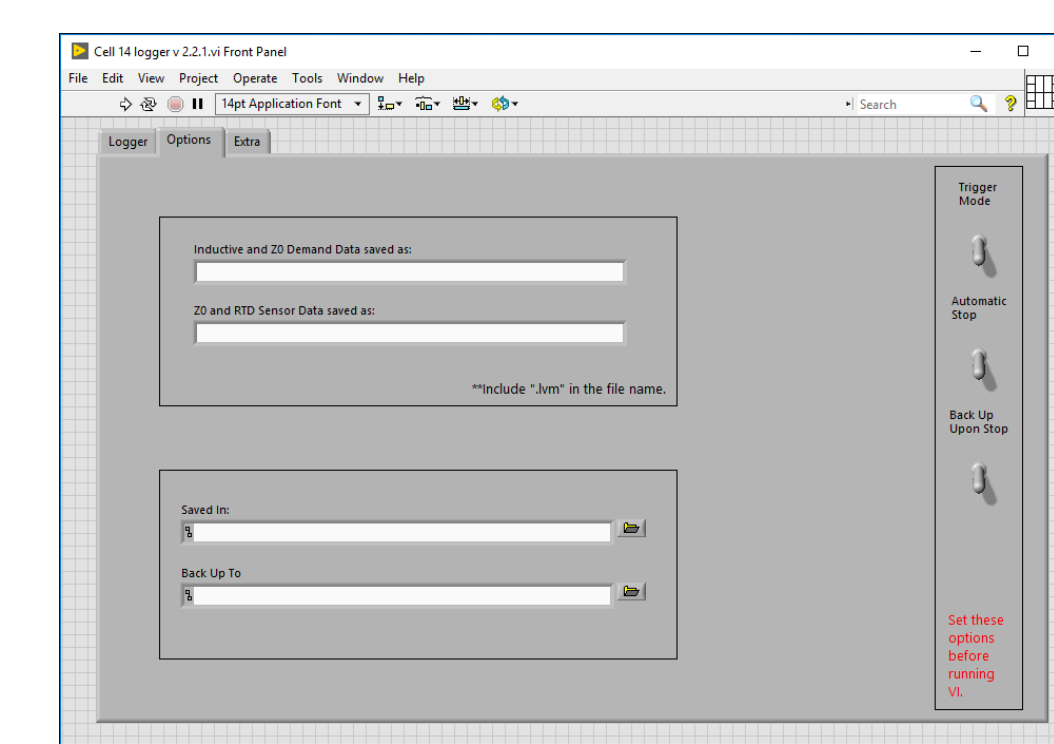 Cell 14 logger v 2.2.1.vi Front Panel
File Edit View Project Operate Tools Window Help
14pt Application Font
Search
Logger Options Extra
Inductive and Z0 Demand Data saved as:
Z0 and RTD Sensor Data saved as:
**Include ".lvm" in the file name.
Saved In:
Back Up To
Trigger
Mode
Automatic
Stop
Back Up
Upon Stop
Set these
options
before
running
VI.